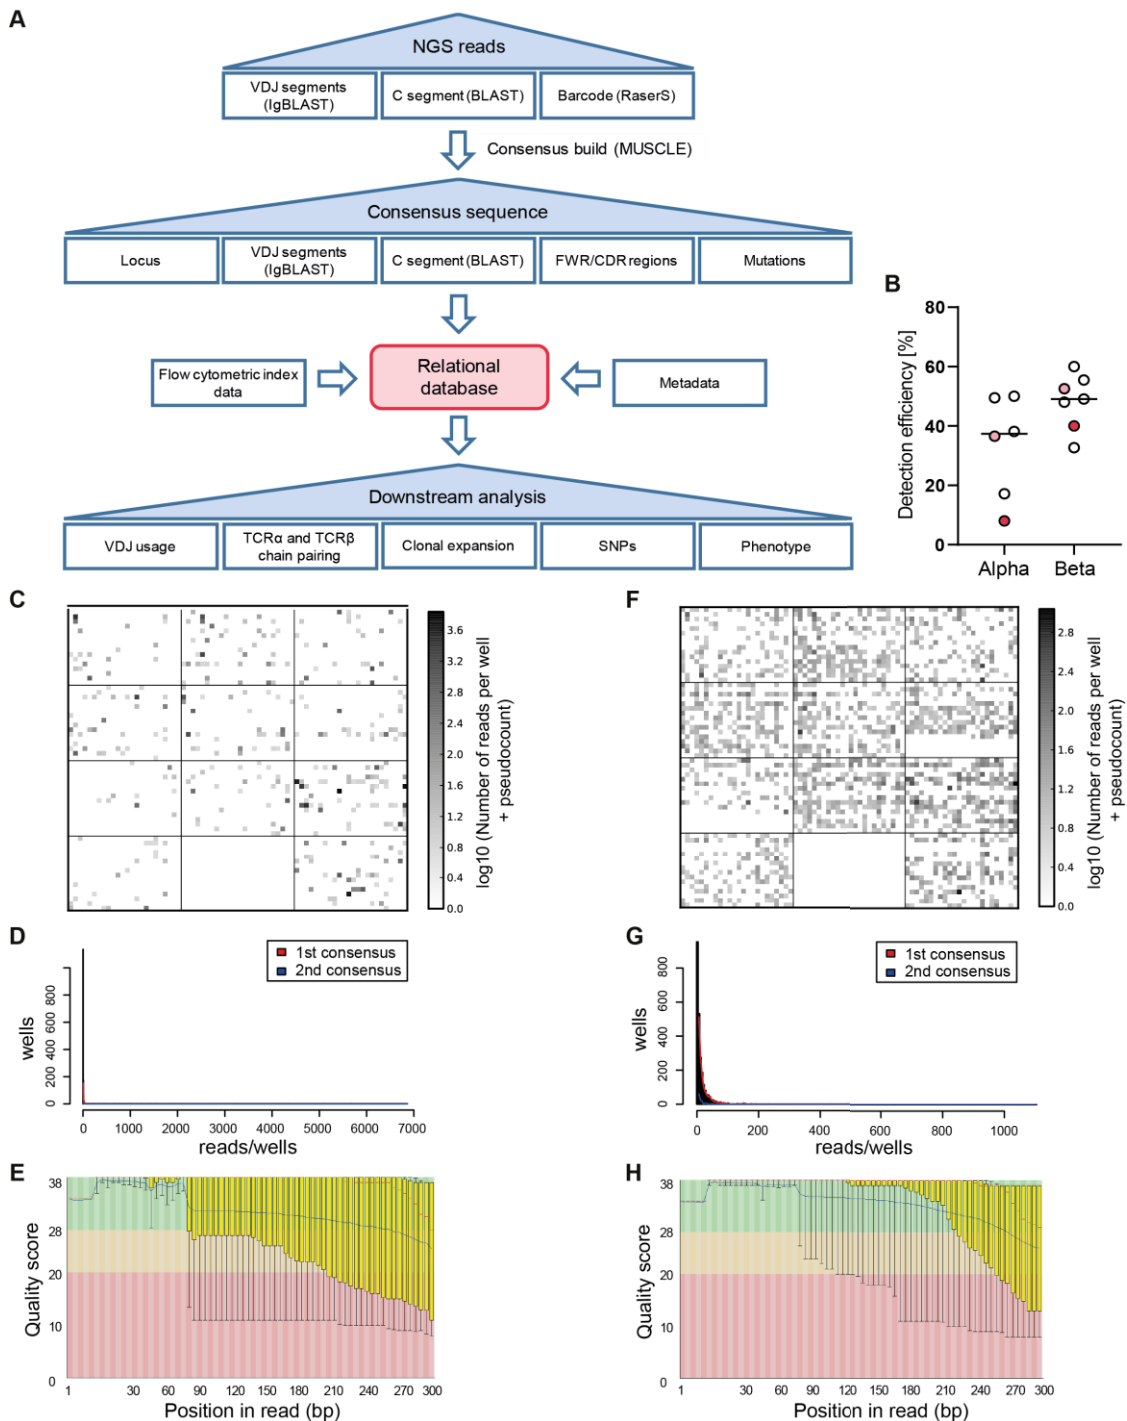 A
NGS reads
VDJ segments
(IgBLAST)
C segment (BLAST)
Barcode (RaserS)
Consensus build (MUSCLE)
Consensus sequence
Locus
VDJ segments
(IgBLAST)
C segment (BLAST)
FWR/CDR regions
Mutations
Flow cytometric index
data
Relational
database
Metadata
Downstream analysis
VDJ usage
TCRα and TCRβ
chain pairing
Clonal expansion
SNPs
Phenotype
B
Detection efficiency [%]
80
60
40
20
0
Alpha
Beta
C
3.6
3.2
2.8
2.4
2.0
1.6
1.2
0.8
0.4
0.0
log10 (Number of reads per well
+ pseudocount)
F
2.8
2.4
2.0
1.6
1.2
0.8
0.4
0.0
log10 (Number of reads per well
+ pseudocount)
D
1st consensus
2nd consensus
wells
0 200 400 600 800
0 1000 2000 3000 4000 5000 6000 7000
reads/wells
G
1st consensus
2nd consensus
wells
0 200 400 600 800
0 200 400 600 800 1000
reads/wells
E
Quality score
38
28
20
10
0
1 30 60 90 120 150 180 210 240 270 300
Position in read (bp)
H
Quality score
38
28
20
10
0
1 30 60 90 120 150 180 210 240 270 300
Position in read (bp)